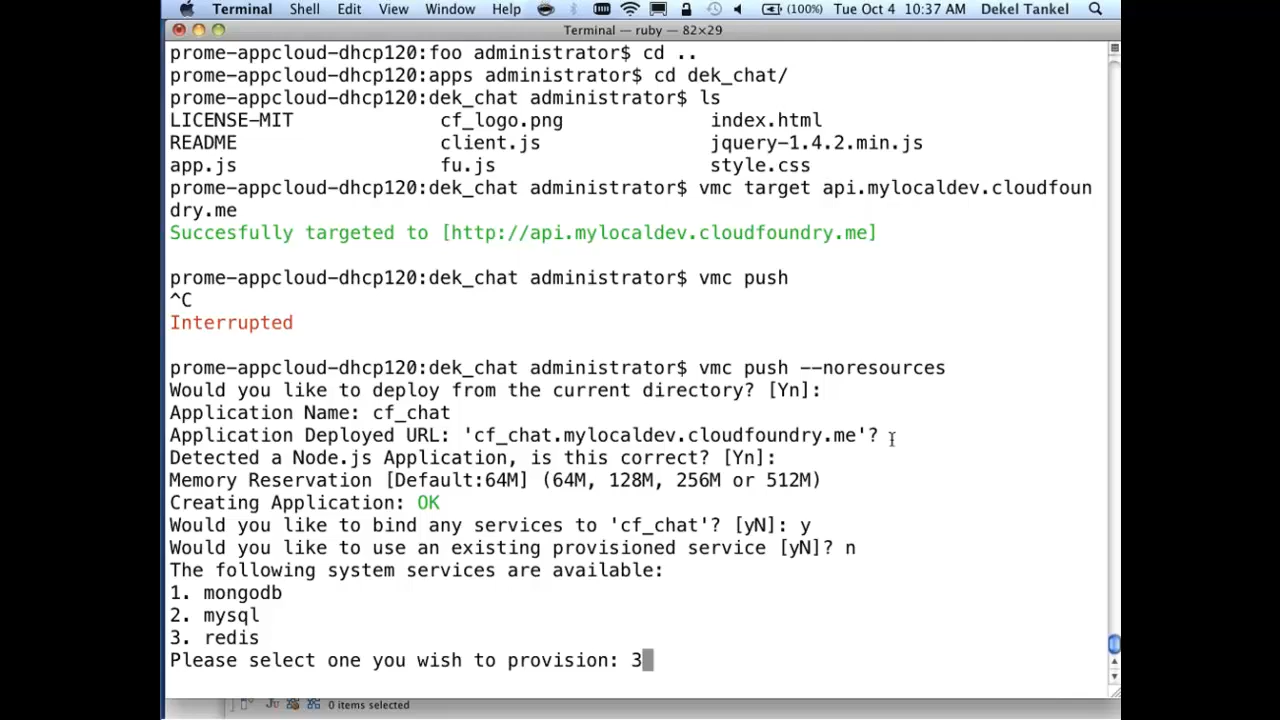 Terminal Shell Edit View Window Help (100%) Tue Oct 4 10:37 AM Dekel Tankel
Terminal — ruby — 82×29
prome-appcloud-dhcp120:foo administrator$ cd ..
prome-appcloud-dhcp120:apps administrator$ cd dek_chat/
prome-appcloud-dhcp120:dek_chat administrator$ ls
LICENSE-MIT cf_logo.png index.html
README client.js jquery-1.4.2.min.js
app.js fu.js style.css
prome-appcloud-dhcp120:dek_chat administrator$ vmc target api.mylocaldev.cloudfoun
dry.me
Succesfully targeted to [http://api.mylocaldev.cloudfoundry.me]
prome-appcloud-dhcp120:dek_chat administrator$ vmc push
^C
Interrupted
prome-appcloud-dhcp120:dek_chat administrator$ vmc push --noresources
Would you like to deploy from the current directory? [Yn]:
Application Name: cf_chat
Application Deployed URL: 'cf_chat.mylocaldev.cloudfoundry.me'?
Detected a Node.js Application, is this correct? [Yn]:
Memory Reservation [Default:64M] (64M, 128M, 256M or 512M)
Creating Application: OK
Would you like to bind any services to 'cf_chat'? [yN]: y
Would you like to use an existing provisioned service [yN]? n
The following system services are available:
1. mongodb
2. mysql
3. redis
Please select one you wish to provision: 3
0 items selected